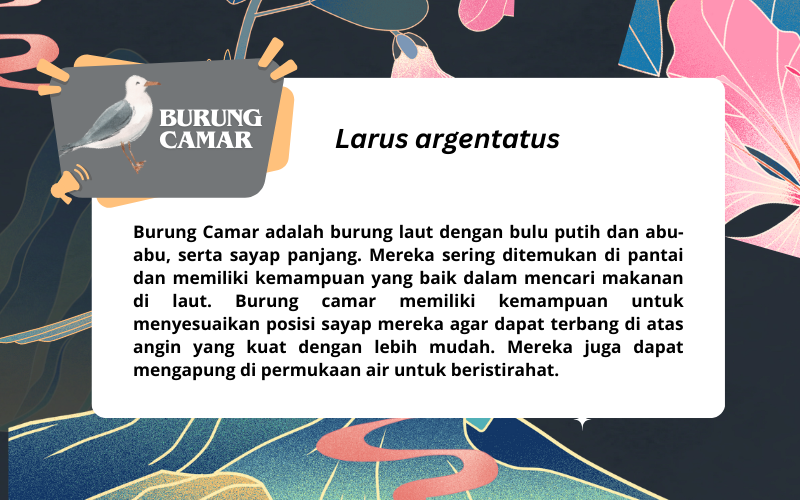 BURUNG
CAMAR
Larus argentatus
Burung Camar adalah burung laut dengan bulu putih dan abu-
abu, serta sayap panjang. Mereka sering ditemukan di pantai
dan memiliki kemampuan yang baik dalam mencari makanan
di laut. Burung camar memiliki kemampuan untuk
menyesuaikan posisi sayap mereka agar dapat terbang di atas
angin yang kuat dengan lebih mudah. Mereka juga dapat
mengapung di permukaan air untuk beristirahat.